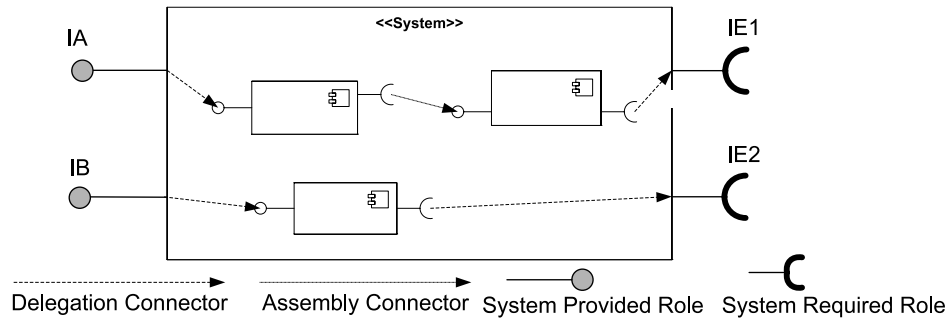 <<System>>
IA
IE1
IB
IE2
Delegation Connector
Assembly Connector
System Provided Role
System Required Role